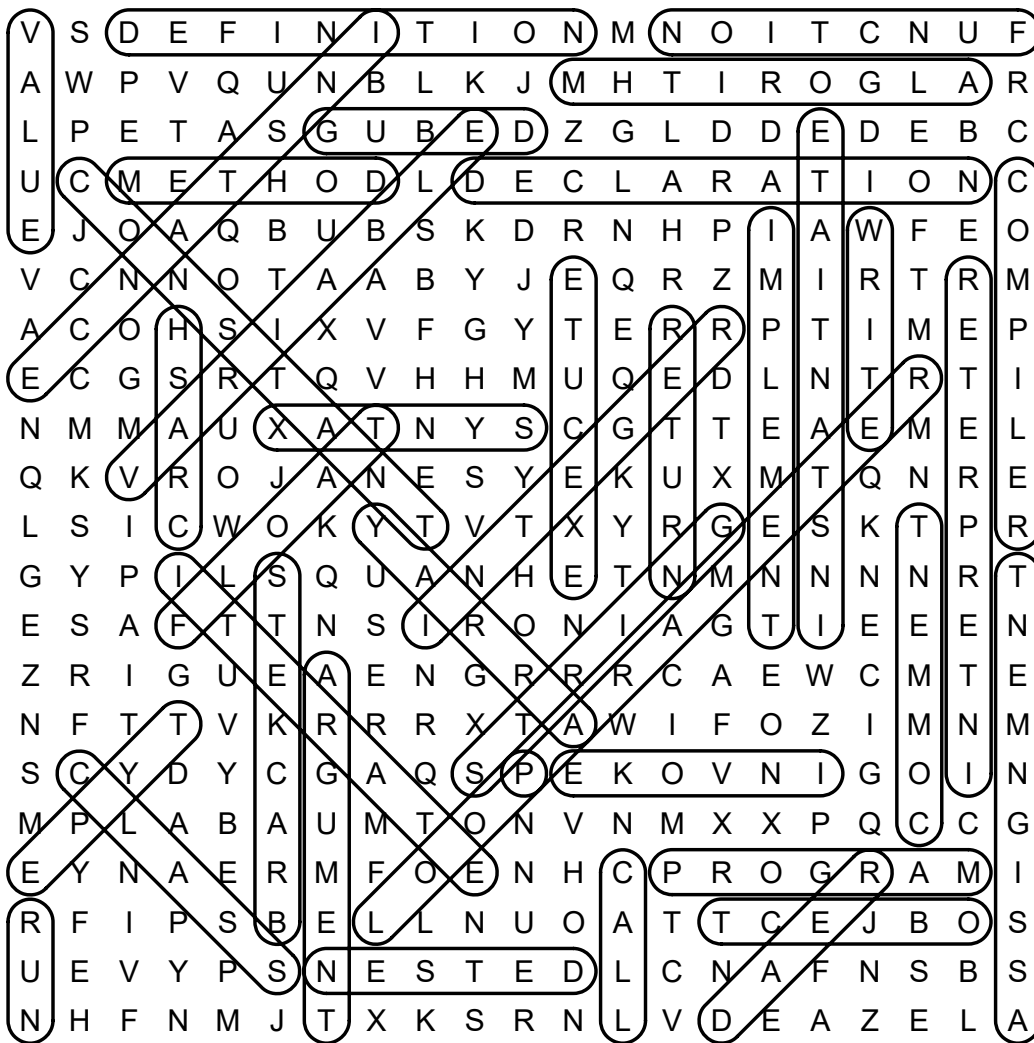 V S D E F I N I T I O N M N O I T C N U F
A W P V Q U N B L K J M H T I R O G L A R
L P E T A S G U B E D Z G L D D E D E B C
U C M E T H O D L D E C L A R A T I O N C
E J O A Q B U B S K D R N H P I A W F E O
V C N N O T A A B Y J E Q R Z M I R T R M
A C O H S I X V F G Y T E R R P T I M E P
E C G S R T Q V H H M U Q E D L N T R T I
N M M A U X A T N Y S C G T T E A E M E L
Q K V R O J A N E S Y E K U X M T Q N R E
L S I C W O K Y T V T X Y R G E S K T P R
G Y P I L S Q U A N H E T N M N N N N R T
E S A F T T N S I R O N I A G T I E E E N
Z R I G U E A E N G R R R C A E W C M T E
N F T T V K R R R X T A W I F O Z I M N M
S C Y D Y C G A Q S P E K O V N I G O I N
M P L A B A U M T O N V N M X X P Q C C G
E Y N A E R M F O E N H C P R O G R A M I
R F I P S B E L L N U O A T T C E J B O S
U E V Y P S N E S T E D L C N A F N S B S
N H F N M J T X K S R N L V D E A Z E L A